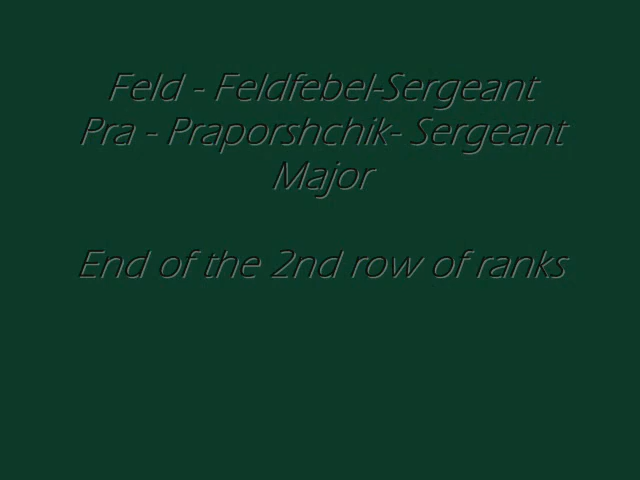 Feld - Feldfebel-Sergeant
Pra - Praporshchik- Sergeant
Major
End of the 2nd row of ranks